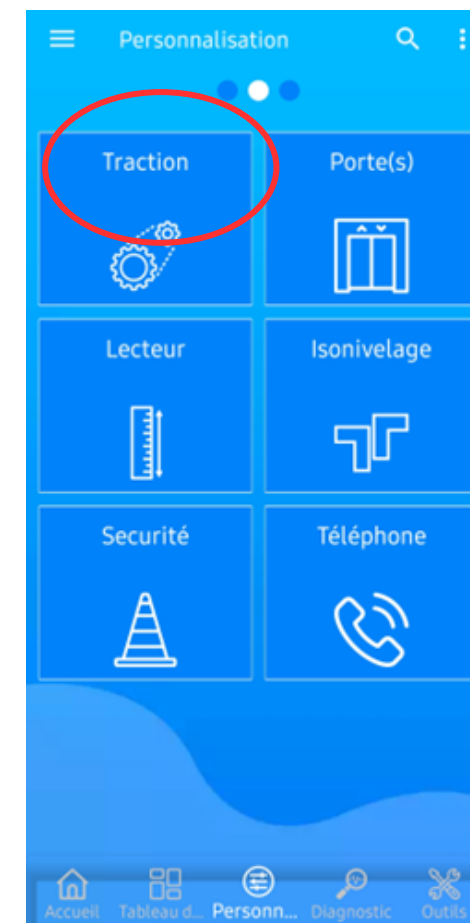 Personnalisation
Traction
Porte(s)
Lecteur
Isonivelage
Securité
Téléphone
Accueil
Tableau d...
Personn...
Diagnostic
Outils